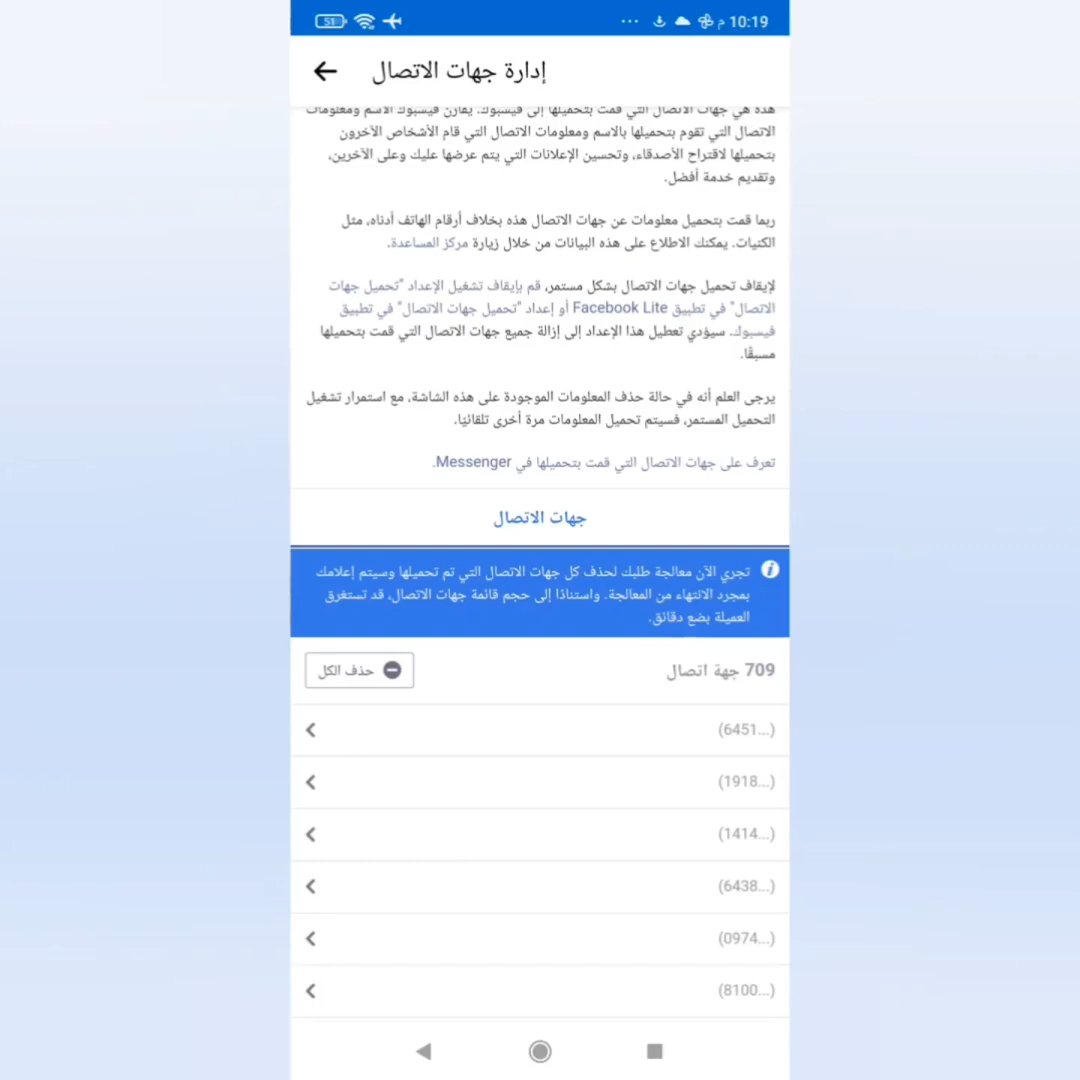 51 10:19 م
إدارة جهات الاتصال
هذه هي جهات الاتصال التي قمت بتحميلها إلى فيسبوك. يقارن فيسبوك الاسم ومعلومات
الاتصال التي تقوم بتحميلها بالاسم ومعلومات الاتصال التي قام الأشخاص الآخرون
بتحميلها لاقتراح الأصدقاء، وتحسين الإعلانات التي يتم عرضها عليك وعلى الآخرين،
وتقديم خدمة أفضل.
ربما قمت بتحميل معلومات عن جهات الاتصال هذه بخلاف أرقام الهاتف أدناه، مثل
الكنيات. يمكنك الاطلاع على هذه البيانات من خلال زيارة مركز المساعدة.
لإيقاف تحميل جهات الاتصال بشكل مستمر، قم بإيقاف تشغيل الإعداد "تحميل جهات
الاتصال" في تطبيق Facebook Lite أو إعداد "تحميل جهات الاتصال" في تطبيق
فيسبوك. سيؤدي تعطيل هذا الإعداد إلى إزالة جميع جهات الاتصال التي قمت بتحميلها
مسبقًا.
يرجى العلم أنه في حالة حذف المعلومات الموجودة على هذه الشاشة، مع استمرار تشغيل
التحميل المستمر، فسيتم تحميل المعلومات مرة أخرى تلقائيًا.
تعرف على جهات الاتصال التي قمت بتحميلها في Messenger.
جهات الاتصال
تجري الآن معالجة طلبك لحذف كل جهات الاتصال التي تم تحميلها وسيتم إعلامك
بمجرد الانتهاء من المعالجة. واستنادًا إلى حجم قائمة جهات الاتصال، قد تستغرق
العميلة بضع دقائق.
709 جهة اتصال
حذف الكل
(6451...)
(1918...)
(1414...)
(6438...)
(0974...)
(8100...)